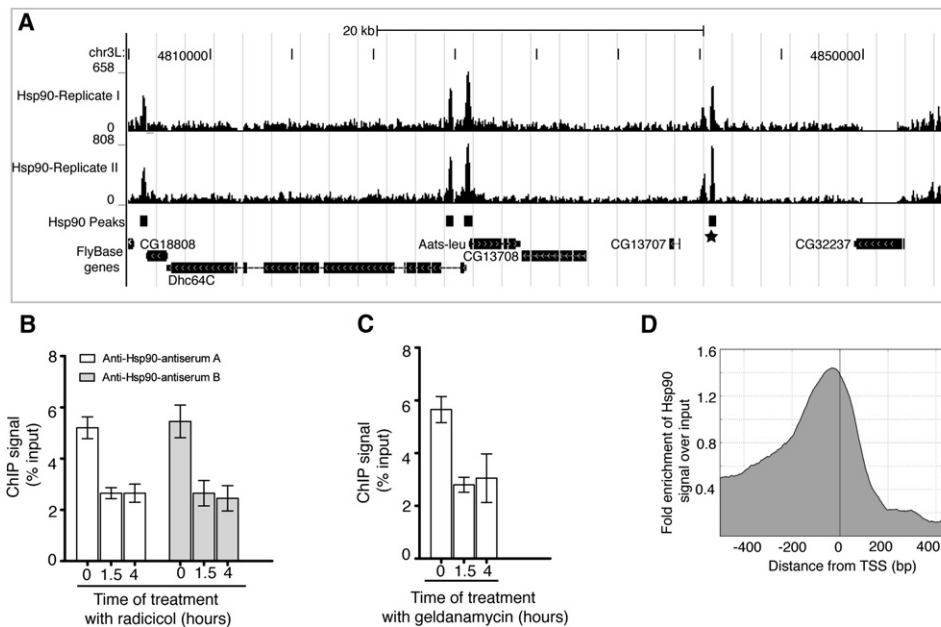 A
20 kb
chr3L:
4810000
4850000
658
Hsp90-Replicate I
0
808
Hsp90-Replicate II
0
Hsp90 Peaks
CG18808
Aats-leu
CG13707
CG32237
FlyBase
genes
CG13708
Dhc64C
B
Anti-Hsp90-antiserum A
Anti-Hsp90-antiserum B
ChIP signal
(% input)
8
6
4
2
0
0 1.5 4
0 1.5 4
Time of treatment
with radicicol (hours)
C
ChIP signal
(% input)
8
6
4
2
0
0 1.5 4
Time of treatment
with geldanamycin (hours)
D
Fold enrichment of Hsp90
signal over input
1.6
1.2
0.8
0.4
-400 -200 0 200 400
Distance from TSS (bp)